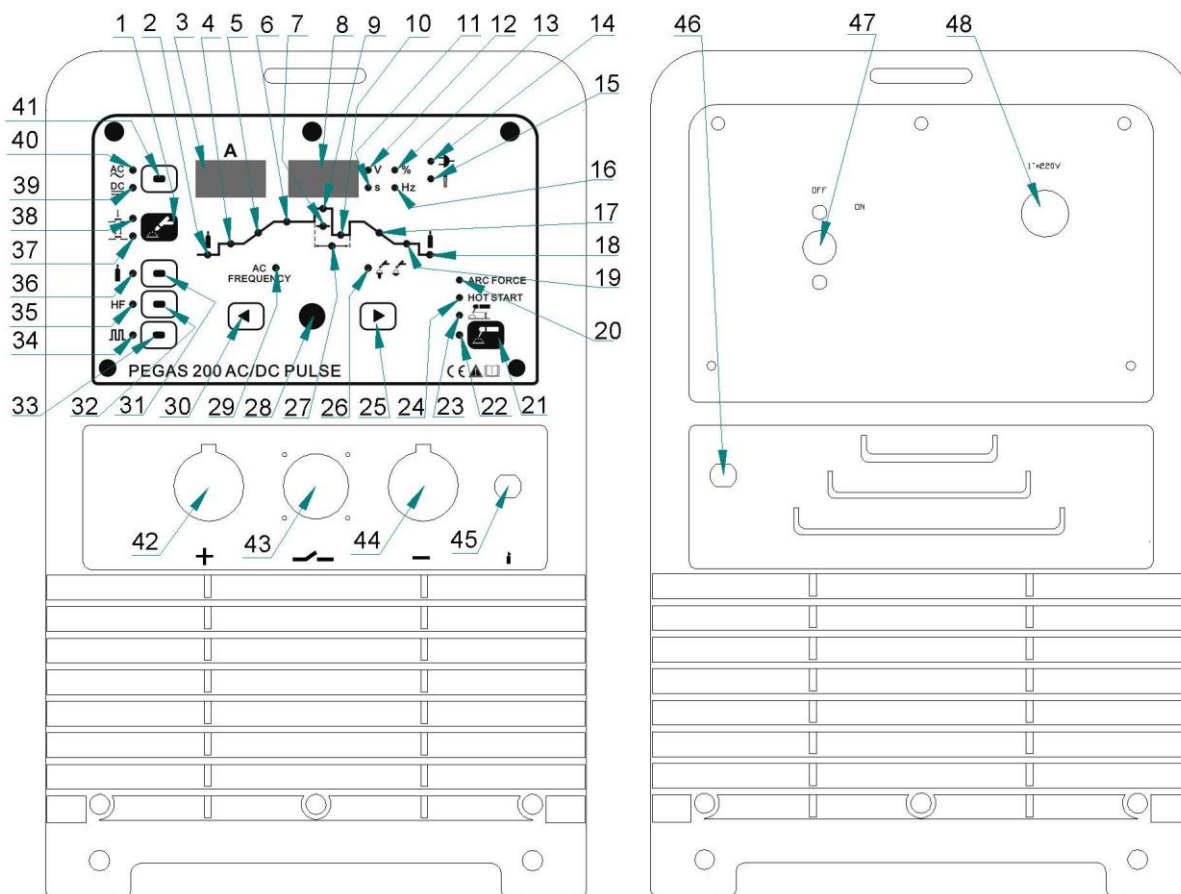 1 2 3 4 5 6 7 8 9 10 11 12 13 14 15
46 47 48
41
40
39
38
37
36
35
34
16
17
18
19
20
A
AC
DC
V %
s Hz
HF
AC
FREQUENCY
ARC FORCE
HOT START
PEGAS 200 AC/DC PULSE
CE
33 32 31 30 29 28 27 26 25 24 23 22 21
42 43 44 45
+ −
OFF
ON
1~220V